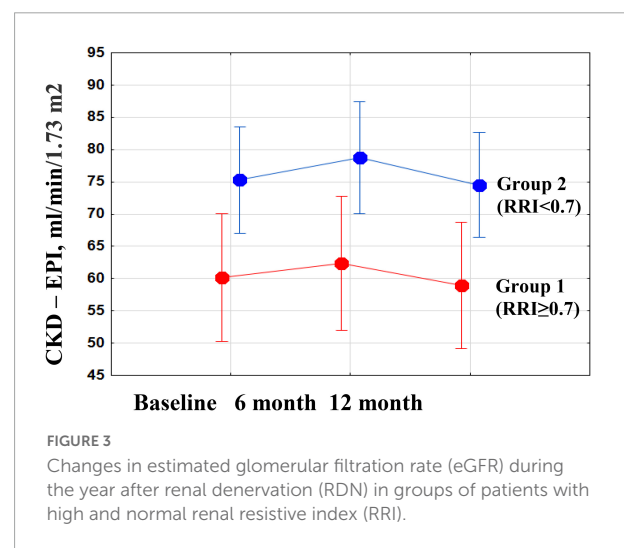 95
90
85
80
75
70
65
60
55
50
45
CKD – EPI, ml/min/1.73 m2
Group 2
(RRI<0.7)
Group 1
(RRI≥0.7)
Baseline 6 month 12 month
FIGURE 3
Changes in estimated glomerular filtration rate (eGFR) during
the year after renal denervation (RDN) in groups of patients with
high and normal renal resistive index (RRI).